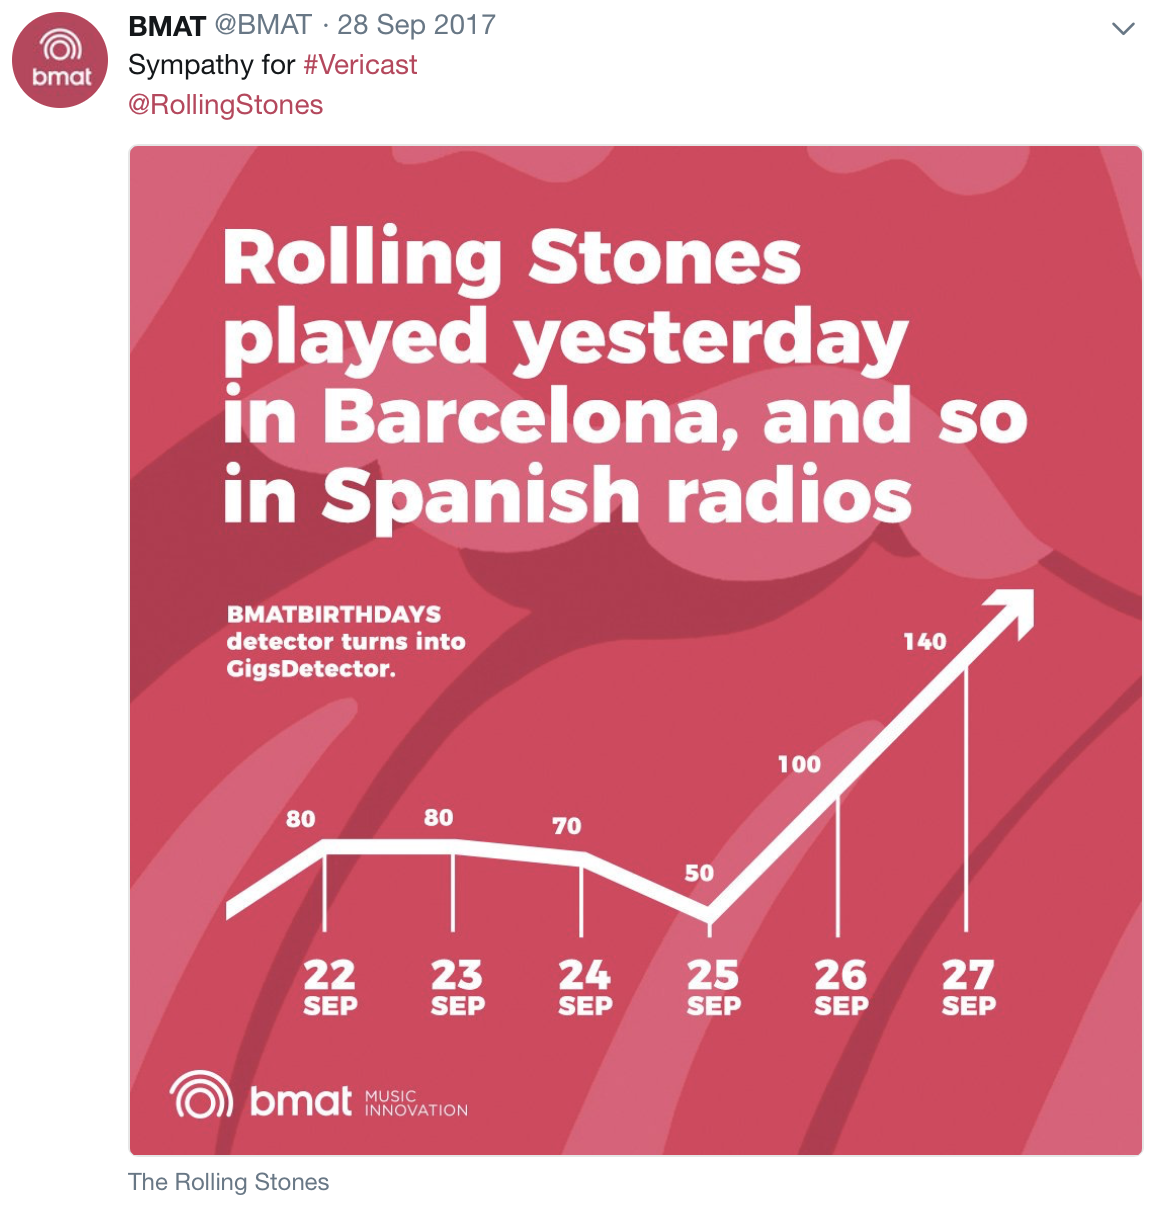 BMAT @BMAT · 28 Sep 2017
Sympathy for #Vericast
@RollingStones
bmat
Rolling Stones
played yesterday
in Barcelona, and so
in Spanish radios
BMATBIRTHDAYS
detector turns into
GigsDetector.
80
80
70
50
100
140
22
SEP
23
SEP
24
SEP
25
SEP
26
SEP
27
SEP
bmat MUSIC
INNOVATION
The Rolling Stones